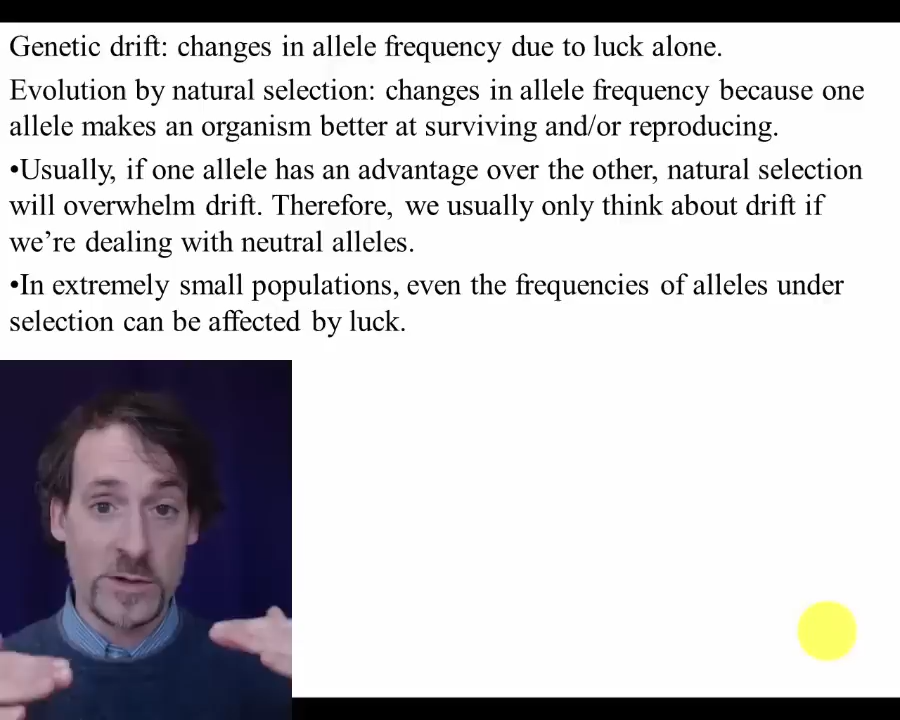 Genetic drift: changes in allele frequency due to luck alone.
Evolution by natural selection: changes in allele frequency because one
allele makes an organism better at surviving and/or reproducing.
•Usually, if one allele has an advantage over the other, natural selection
will overwhelm drift. Therefore, we usually only think about drift if
we’re dealing with neutral alleles.
•In extremely small populations, even the frequencies of alleles under
selection can be affected by luck.